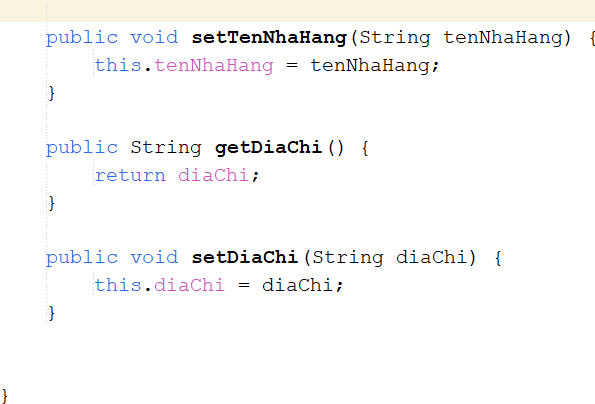 public void setTenNhaHang(String tenNhaHang) {
this.tenNhaHang = tenNhaHang;
}
public String getDiaChi() {
return diaChi;
}
public void setDiaChi(String diaChi) {
this.diaChi = diaChi;
}
}